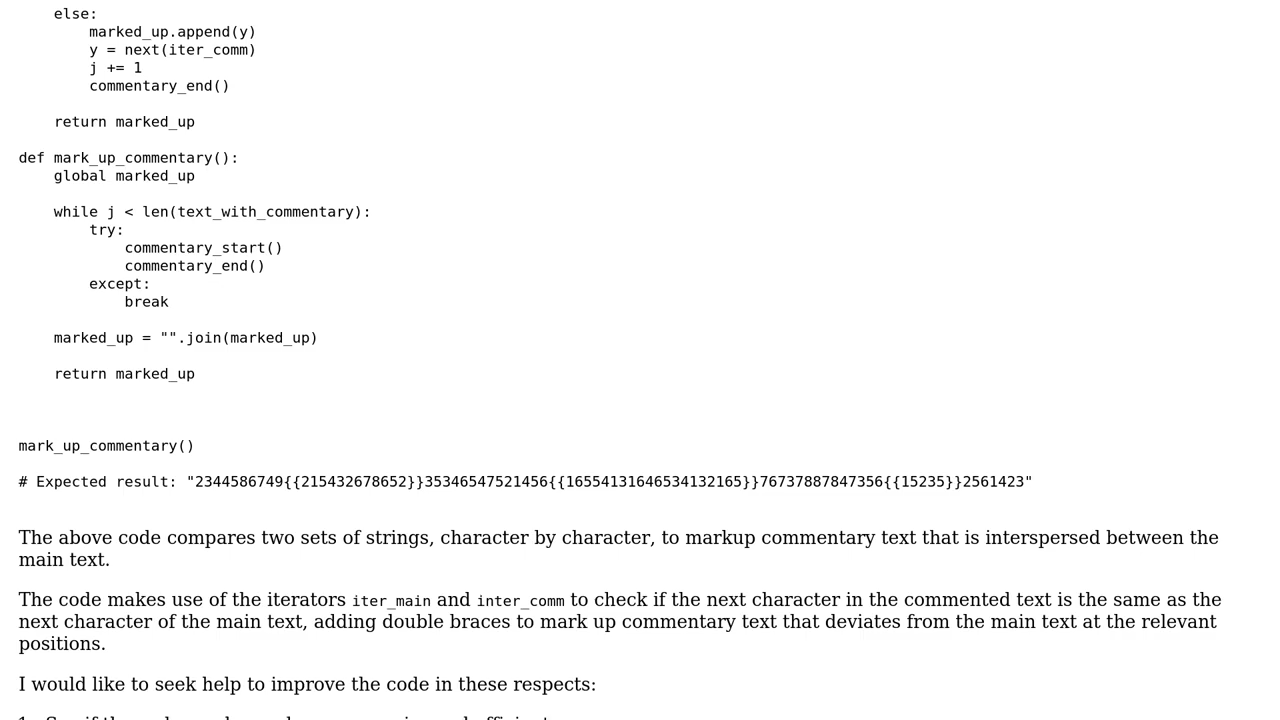 else:
marked_up.append(y)
y = next(iter_comm)
j += 1
commentary_end()
return marked_up
def mark_up_commentary():
global marked_up
while j < len(text_with_commentary):
try:
commentary_start()
commentary_end()
except:
break
marked_up = "".join(marked_up)
return marked_up
mark_up_commentary()
# Expected result: "2344586749{{215432678652}}35346547521456{{16554131646534132165}}76737887847356{{15235}}2561423"
The above code compares two sets of strings, character by character, to markup commentary text that is interspersed between the
main text.
The code makes use of the iterators iter_main and inter_comm to check if the next character in the commented text is the same as the
next character of the main text, adding double braces to mark up commentary text that deviates from the main text at the relevant
positions.
I would like to seek help to improve the code in these respects: